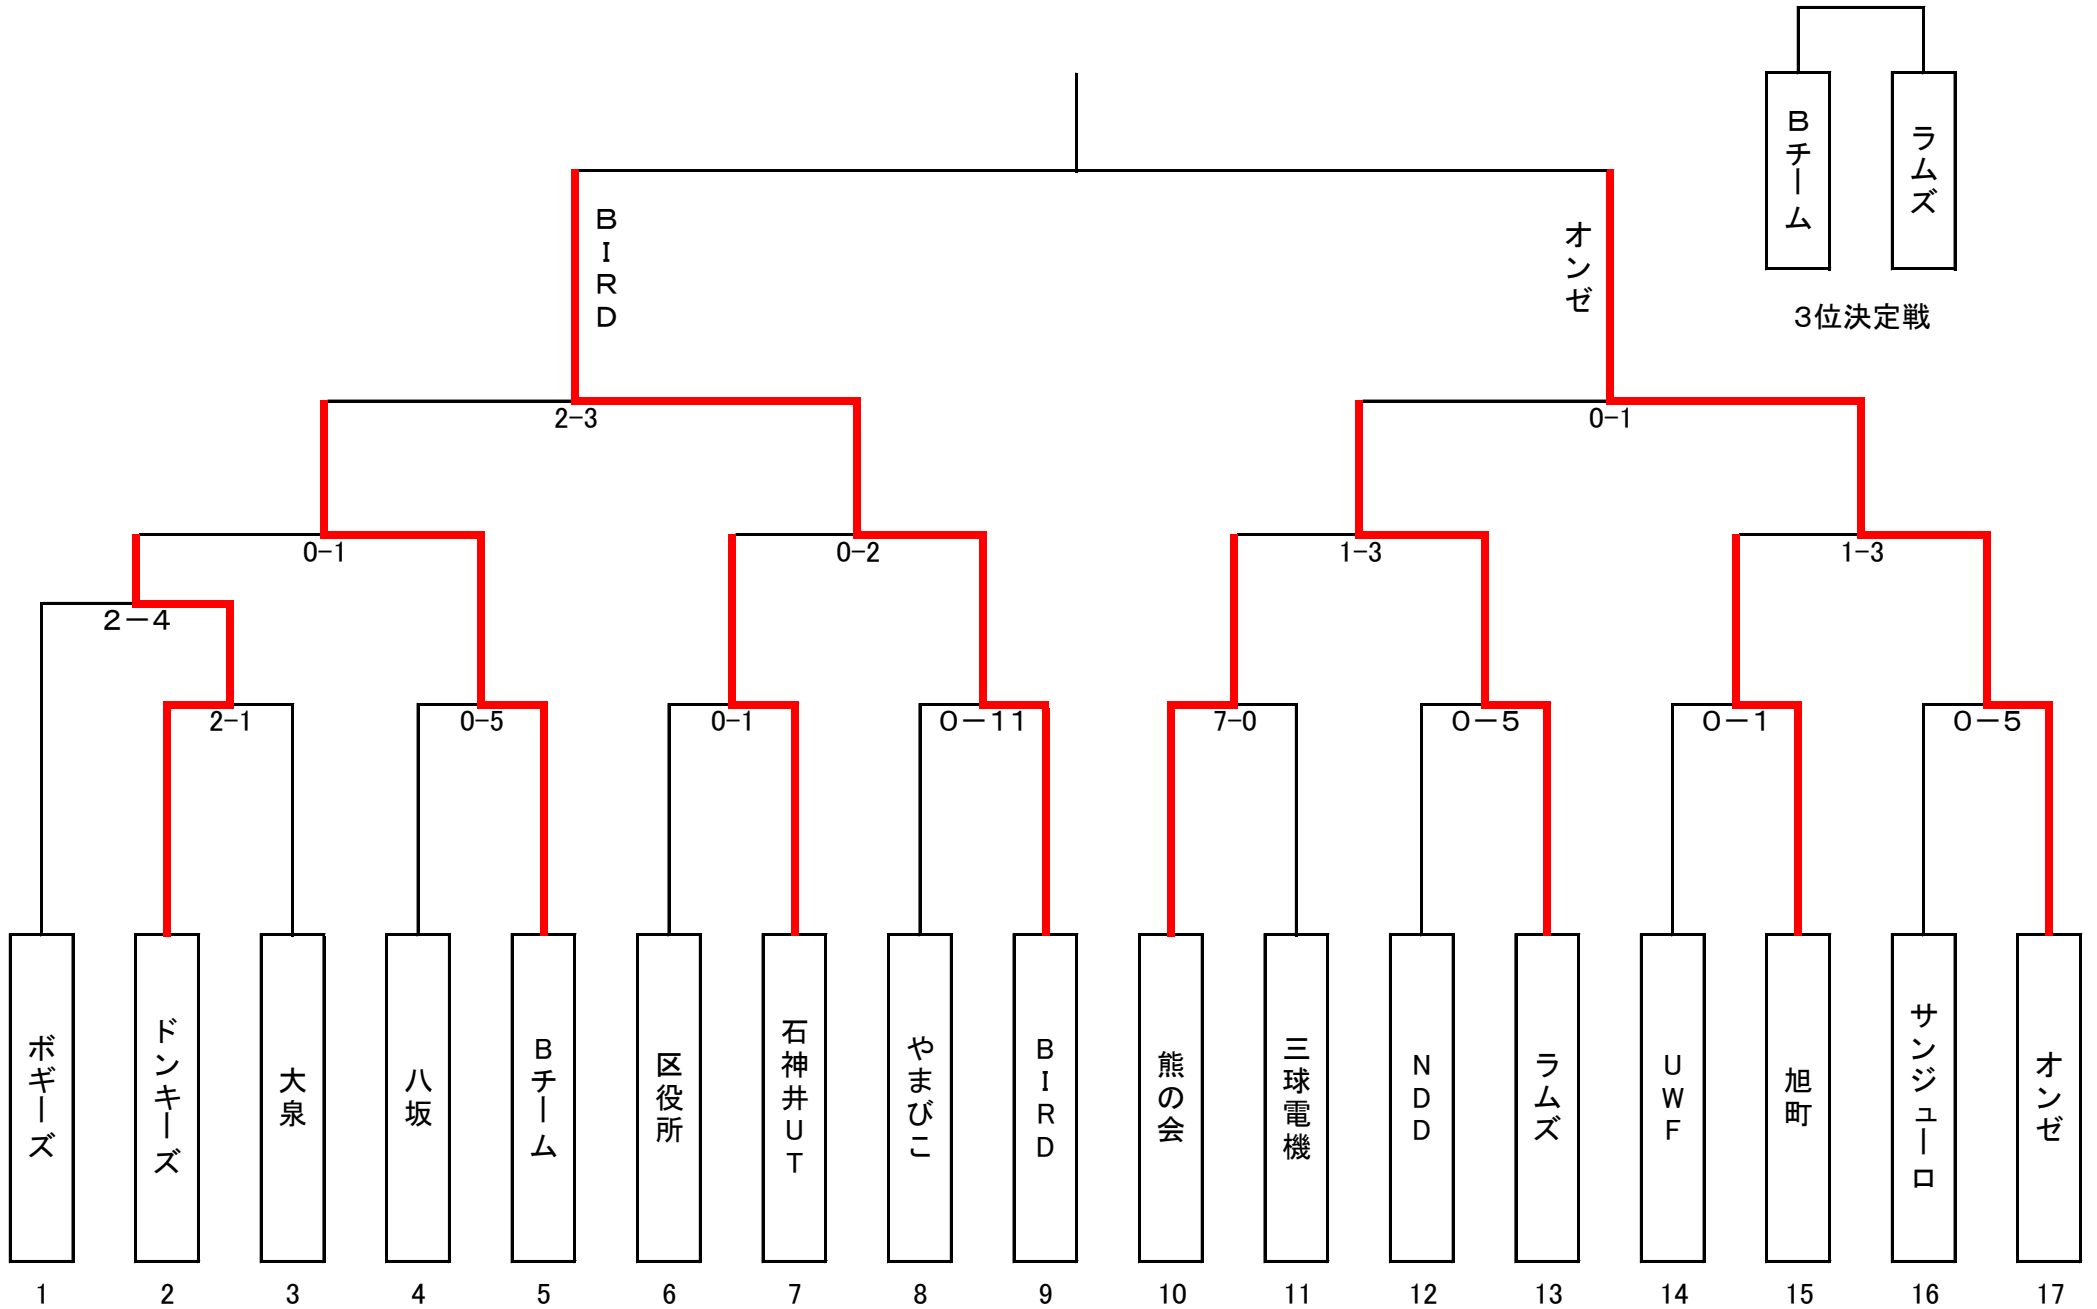 Bチーム
ラムズ
3位決定戦
BIRD
オンゼ
2-3
0-1
0-1
0-2
1-3
1-3
2-4
2-1
0-5
0-1
0-11
7-0
0-5
0-1
0-5
ボギーズ
ドンキーズ
大泉
八坂
Bチーム
区役所
石神井UT
やまびこ
BIRD
熊の会
三球電機
NDD
ラムズ
UWF
旭町
サンジューロ
オンゼ
1 2 3 4 5 6 7 8 9 10 11 12 13 14 15 16 17